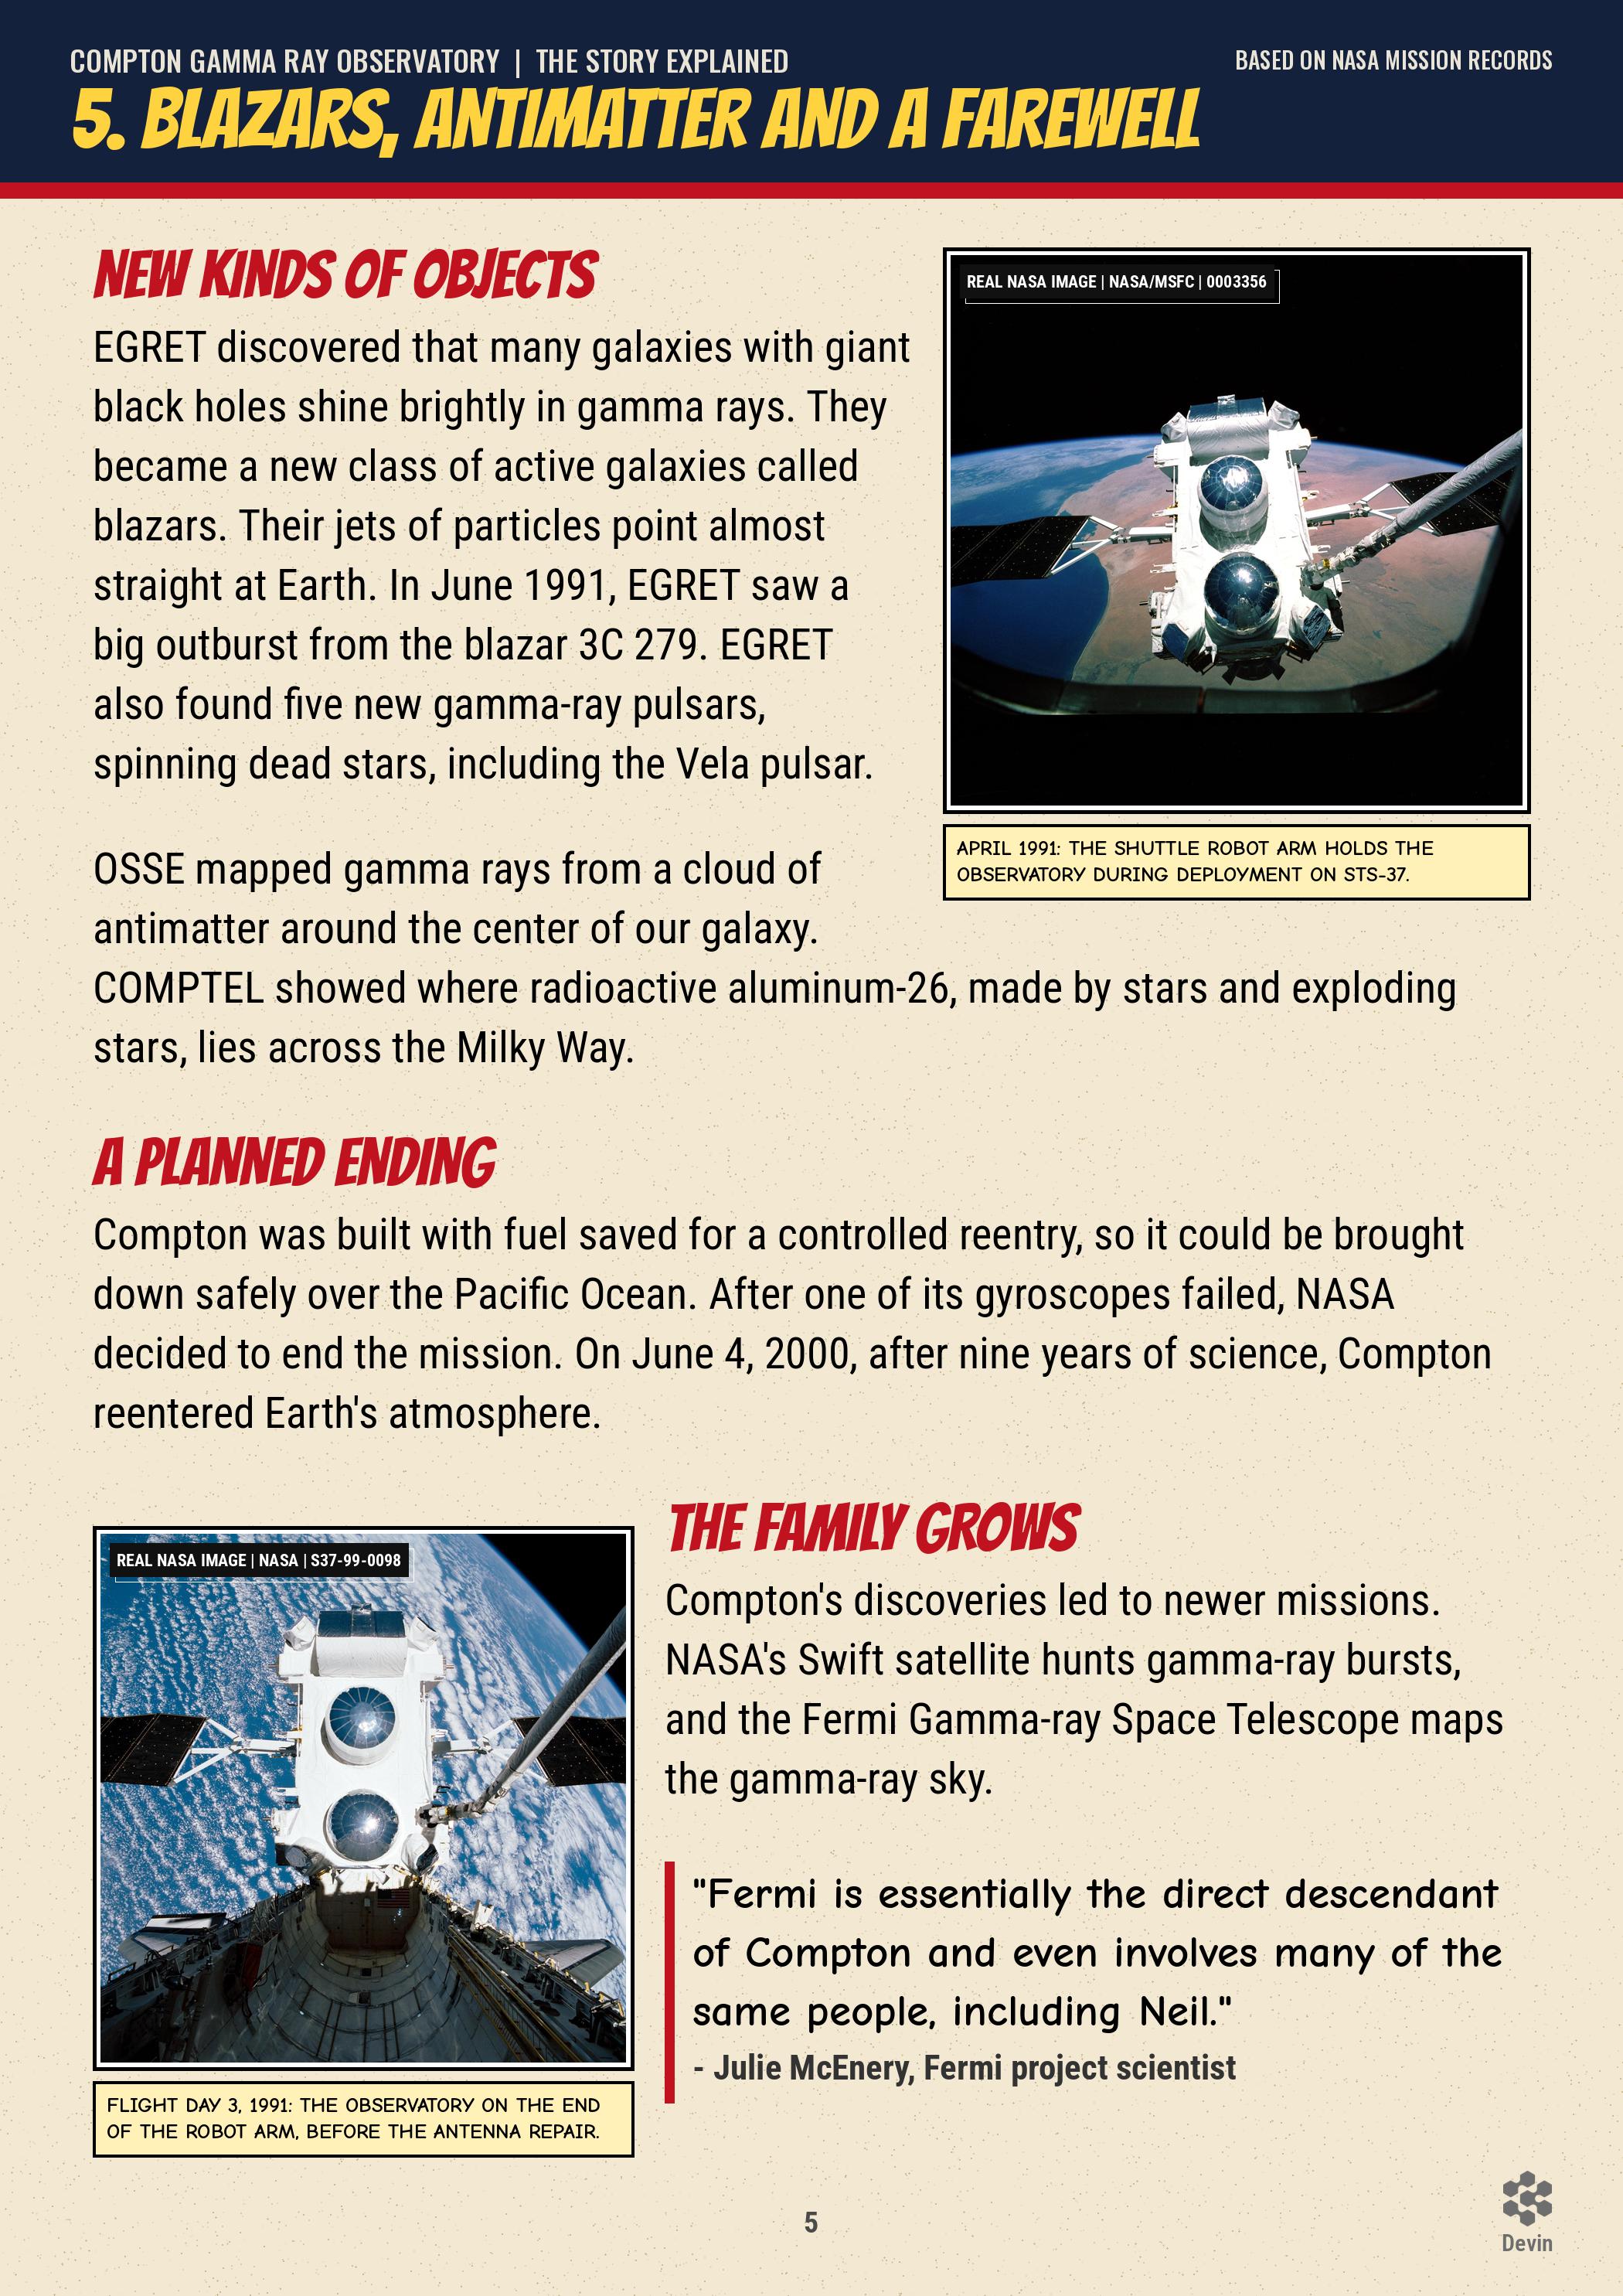 COMPTON GAMMA RAY OBSERVATORY | THE STORY EXPLAINED
BASED ON NASA MISSION RECORDS
5. BLAZARS, ANTIMATTER AND A FAREWELL
NEW KINDS OF OBJECTS
EGRET discovered that many galaxies with giant
black holes shine brightly in gamma rays. They
became a new class of active galaxies called
blazars. Their jets of particles point almost
straight at Earth. In June 1991, EGRET saw a
big outburst from the blazar 3C 279. EGRET
also found five new gamma-ray pulsars,
spinning dead stars, including the Vela pulsar.
REAL NASA IMAGE | NASA/MSFC | 0003356
APRIL 1991: THE SHUTTLE ROBOT ARM HOLDS THE
OBSERVATORY DURING DEPLOYMENT ON STS-37.
OSSE mapped gamma rays from a cloud of
antimatter around the center of our galaxy.
COMPTEL showed where radioactive aluminum-26, made by stars and exploding
stars, lies across the Milky Way.
A PLANNED ENDING
Compton was built with fuel saved for a controlled reentry, so it could be brought
down safely over the Pacific Ocean. After one of its gyroscopes failed, NASA
decided to end the mission. On June 4, 2000, after nine years of science, Compton
reentered Earth's atmosphere.
REAL NASA IMAGE | NASA | S37-99-0098
FLIGHT DAY 3, 1991: THE OBSERVATORY ON THE END
OF THE ROBOT ARM, BEFORE THE ANTENNA REPAIR.
THE FAMILY GROWS
Compton's discoveries led to newer missions.
NASA's Swift satellite hunts gamma-ray bursts,
and the Fermi Gamma-ray Space Telescope maps
the gamma-ray sky.
"Fermi is essentially the direct descendant
of Compton and even involves many of the
same people, including Neil."
- Julie McEnery, Fermi project scientist
5
Devin